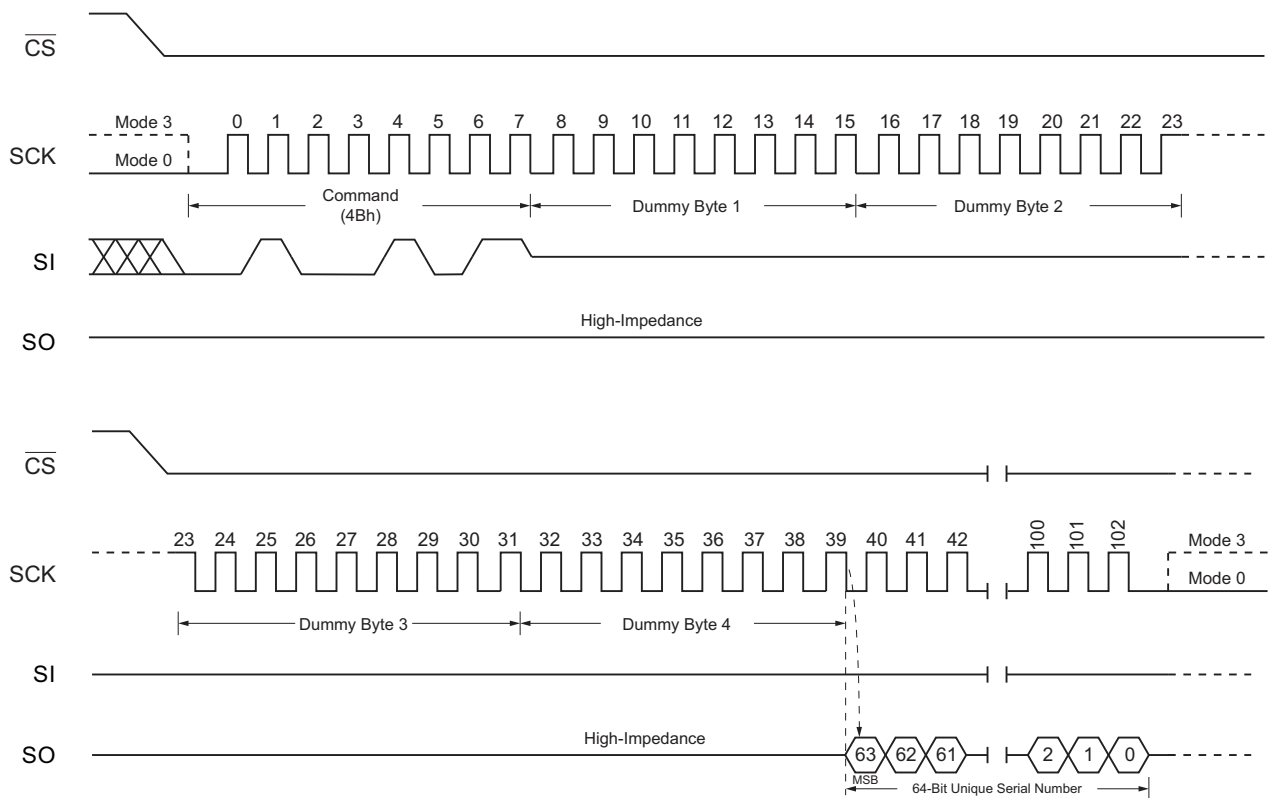 CS
Mode 3
0 1 2 3 4 5 6 7 8 9 10 11 12 13 14 15 16 17 18 19 20 21 22 23
SCK
Mode 0
Command
(4Bh)
Dummy Byte 1
Dummy Byte 2
SI
High-Impedance
SO
CS
23 24 25 26 27 28 29 30 31 32 33 34 35 36 37 38 39 40 41 42 100 101 102
Mode 3
SCK
Mode 0
Dummy Byte 3
Dummy Byte 4
SI
High-Impedance
SO
63 62 61 2 1 0
MSB
64-Bit Unique Serial Number